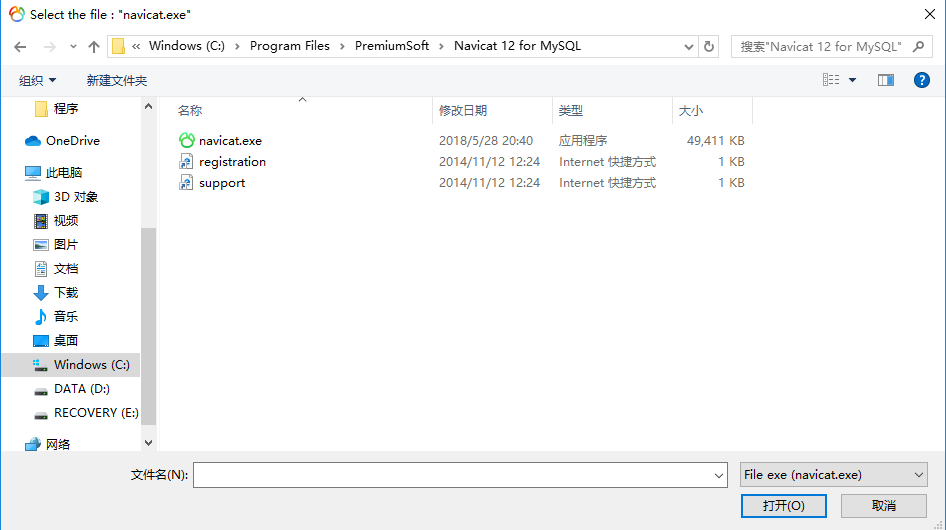 Select the file : "navicat.exe"
« Windows (C:) › Program Files › PremiumSoft › Navicat 12 for MySQL
搜索"Navicat 12 for MySQL"
组织 新建文件夹
名称 修改日期 类型 大小
navicat.exe 2018/5/28 20:40 应用程序 49,411 KB
registration 2014/11/12 12:24 Internet 快捷方式 1 KB
support 2014/11/12 12:24 Internet 快捷方式 1 KB
程序
OneDrive
此电脑
3D 对象
视频
图片
文档
下载
音乐
桌面
Windows (C:)
DATA (D:)
RECOVERY (E:)
网络
文件名(N):
File exe (navicat.exe)
打开(O) 取消